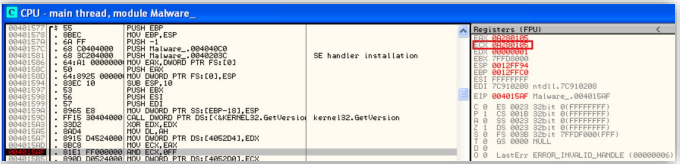 CPU - main thread, module Malware_
00401577 55 PUSH EBP
00401578 8BEC MOV EBP,ESP
0040157A 6A FF PUSH -1
0040157C 68 C0404000 PUSH Malware_.004040C0
00401581 68 3C204000 PUSH Malware_.0040203C SE handler installation
00401586 64:A1 00000000 MOV EAX,DWORD PTR FS:[0]
0040158C 50 PUSH EAX
0040158D 64:8925 00000 MOV DWORD PTR FS:[0],ESP
00401594 83EC 10 SUB ESP,10
00401597 53 PUSH EBX
00401598 56 PUSH ESI
00401599 57 PUSH EDI
0040159A 8965 E8 MOV DWORD PTR SS:[EBP-18],ESP
0040159D FF15 30404000 CALL DWORD PTR DS:[<&KERNEL32.GetVersio kernel32.GetVersion
004015A3 33D2 XOR EDX,EDX
004015A5 8AD4 MOV DL,AH
004015A7 8915 D4524000 MOV DWORD PTR DS:[4052D4],EDX
004015AD 8BC8 MOV ECX,EAX
004015AF 81E1 FF000000 AND ECX,0FF
004015B5 890D D0524000 MOV DWORD PTR DS:[4052D0],ECX
Registers (FPU) <
EAX 0A280105
ECX 0A280105
EDX 00000001
EBX 7FFD8000
ESP 0012FF94
EBP 0012FFC0
ESI FFFFFFFF
EDI 7C910208 ntdll.7C910208
EIP 004015AF Malware_.004015AF
C 0 ES 0023 32bit 0(FFFFFFFF)
P 1 CS 001B 32bit 0(FFFFFFFF)
A 0 SS 0023 32bit 0(FFFFFFFF)
Z 1 DS 0023 32bit 0(FFFFFFFF)
S 0 FS 003B 32bit 7FFDF000(FFF)
T 0 GS 0000 NULL
D 0
O 0 LastErr ERROR_INVALID_HANDLE (00000006)